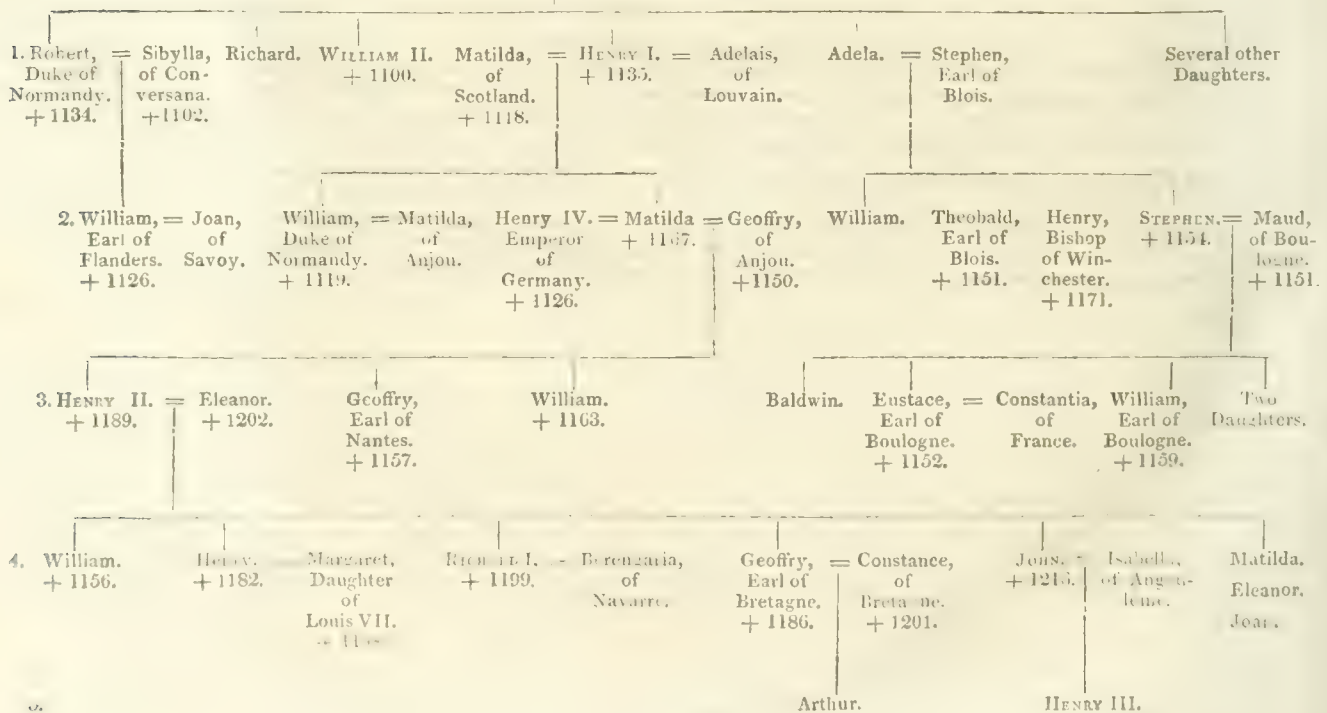 1. Robert, = Sibylla, Richard. WILLIAM II. Matilda, = HENRY I. = Adelais, Adela. = Stephen, Several other
Duke of of Con- + 1100. of + 1135. of Earl of Daughters.
Normandy. versana. Scotland. Louvain. Blois.
+ 1134. +1102. + 1118.
2. William, = Joan, William, = Matilda, Henry IV. = Matilda = Geoffry, William. Theobald, Henry, STEPHEN. = Maud,
Earl of of Duke of of Emperor + 1167. of Earl of Bishop + 1154. of Bou-
Flanders. Savoy. Normandy. Anjou. of Anjou. Blois. of Win- logne.
+ 1126. + 1119. Germany. +1150. + 1151. chester. + 1151.
+ 1126. + 1171.
3. HENRY II. = Eleanor. Geoffry, William. Baldwin. Eustace, = Constantia, William, Two
+ 1189. + 1202. Earl of + 1163. Earl of of Earl of Daughters.
Nantes. Boulogne. France. Boulogne.
+ 1157. + 1152. + 1159.
4. William. Henry. Margaret, RICHARD I. - Berengaria, Geoffry, = Constance, JOHN. - Isabella, Matilda.
+ 1156. + 1182. Daughter + 1199. of Earl of of of Eleanor.
of Navarre. Bretagne. Joan.
Louis VII. + 1186. + 1201.
Arthur. HENRY III.